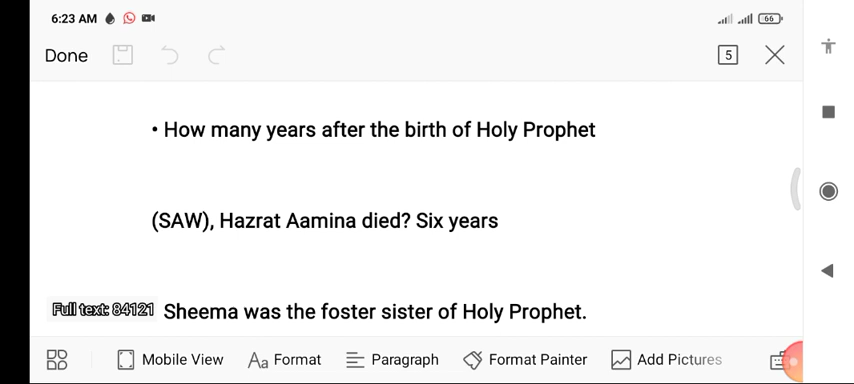 6:23 AM 66
Done 5
• How many years after the birth of Holy Prophet
(SAW), Hazrat Aamina died? Six years
Full text: 84121 Sheema was the foster sister of Holy Prophet.
Mobile View Aa Format Paragraph Format Painter Add Pictures